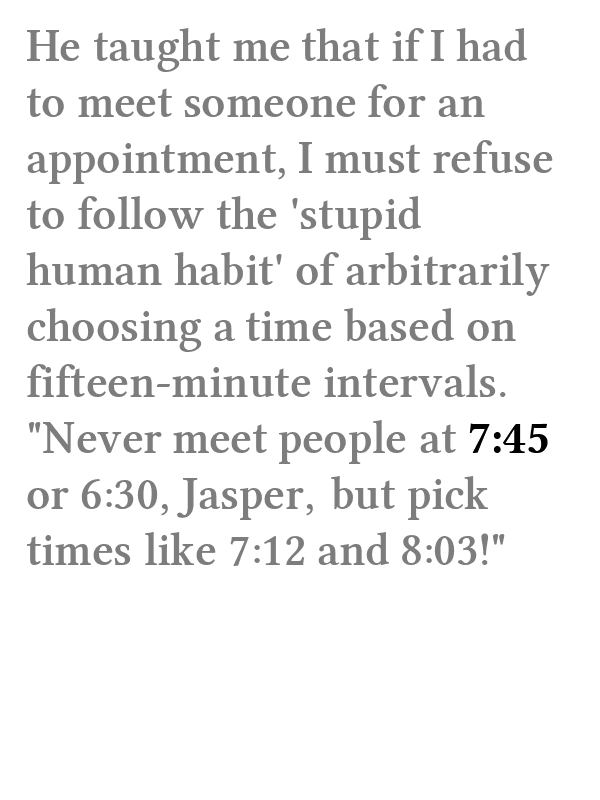 He taught me that if I had
to meet someone for an
appointment, I must refuse
to follow the 'stupid
human habit' of arbitrarily
choosing a time based on
fifteen-minute intervals.
"Never meet people at 7:45
or 6:30, Jasper, but pick
times like 7:12 and 8:03!"